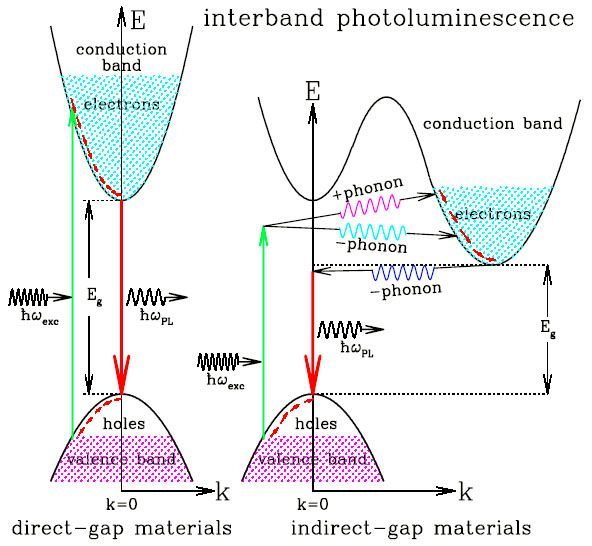 interband photoluminescence
E
conduction
band
electrons
E
conduction band
+phonon
electrons
−phonon
E_g
ħω_exc
ħω_PL
−phonon
E_g
ħω_PL
ħω_exc
holes
valence band
holes
valence band
k
k=0
k
k=0
direct-gap materials
indirect-gap materials